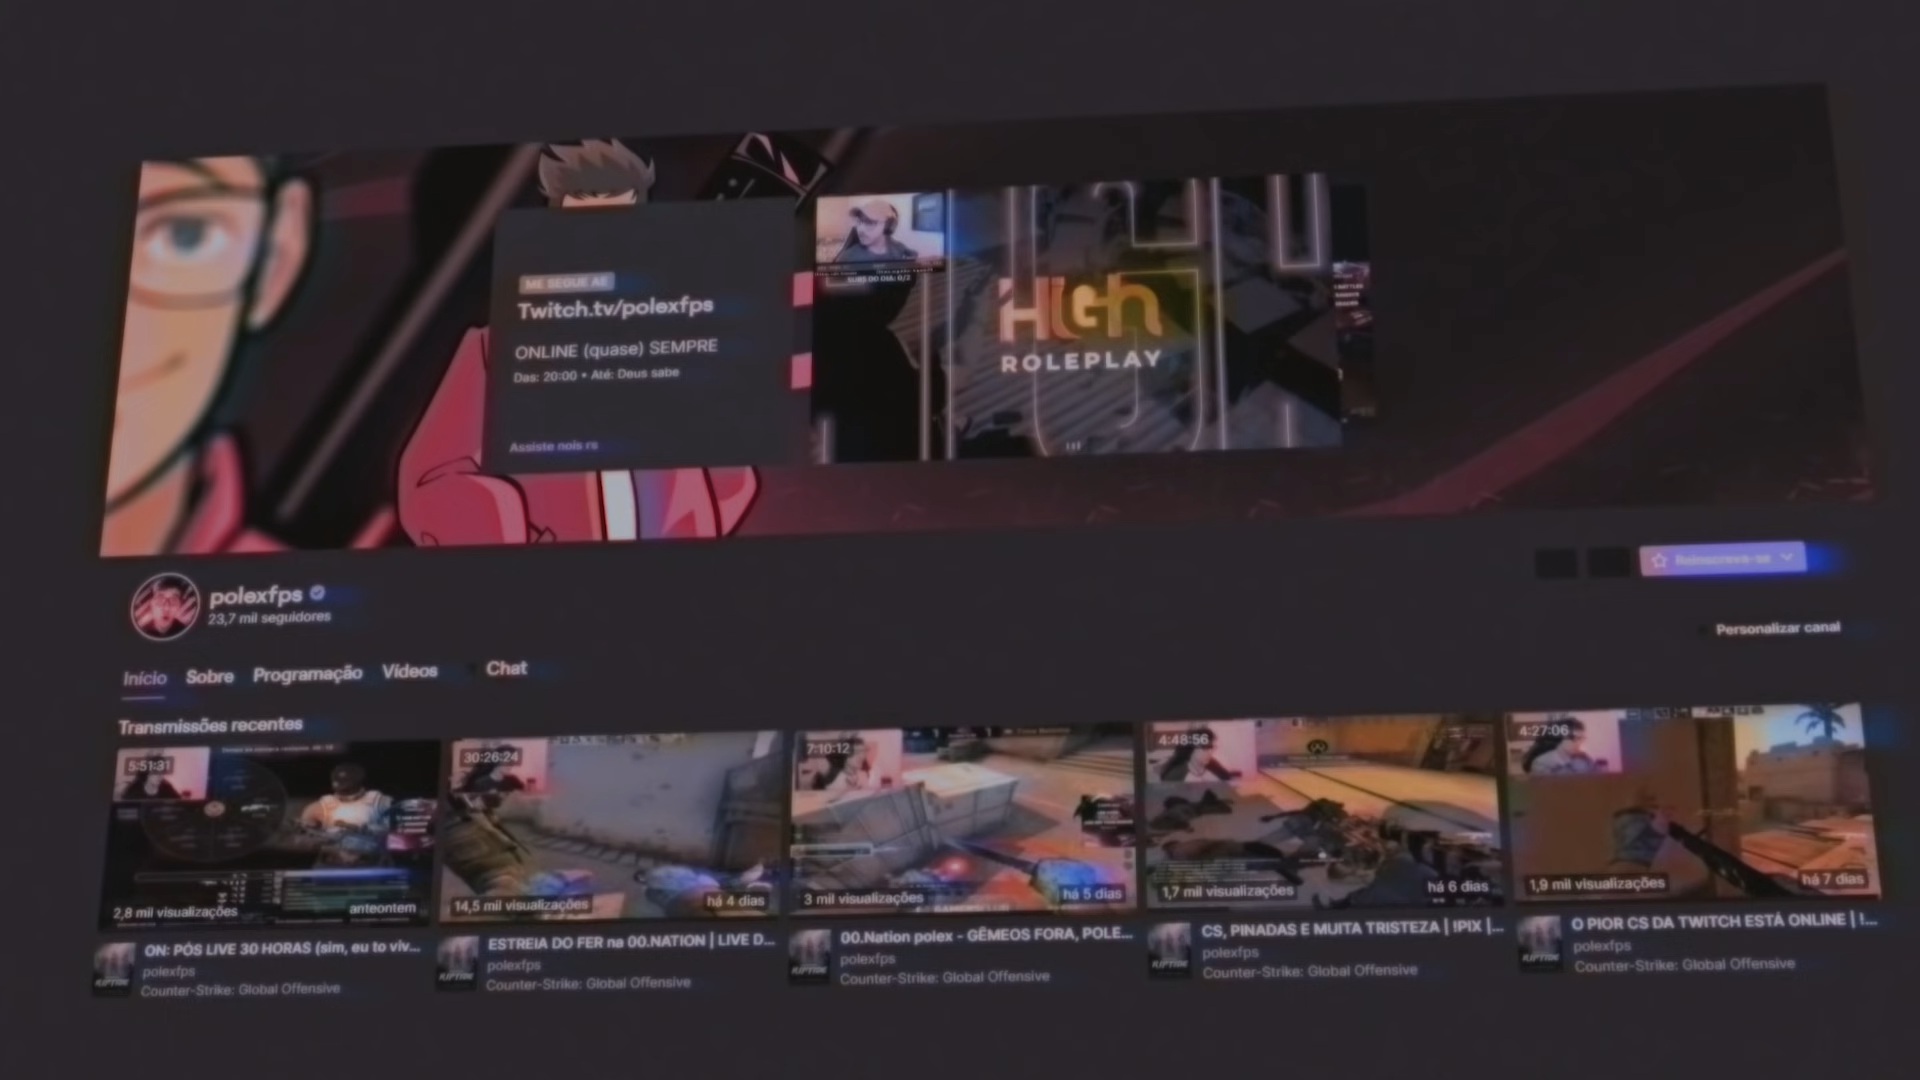 ME SEGUE AE
Twitch.tv/polexfps
ONLINE (quase) SEMPRE
Das: 20:00 • Até: Deus sabe
Assiste nois rs
SUBS DO DIA: 0/2
HIGH
ROLEPLAY
polexfps
23,7 mil seguidores
Reinscreva-se
Personalizar canal
Início Sobre Programação Vídeos Chat
Transmissões recentes
5:51:31
2,8 mil visualizações
anteontem
ON: PÓS LIVE 30 HORAS (sim, eu to viv...
polexfps
Counter-Strike: Global Offensive
30:26:24
14,5 mil visualizações
há 4 dias
ESTREIA DO FER na 00.NATION | LIVE D...
polexfps
Counter-Strike: Global Offensive
7:10:12
3 mil visualizações
há 5 dias
00.Nation polex - GÊMEOS FORA, POLE...
polexfps
Counter-Strike: Global Offensive
4:48:56
1,7 mil visualizações
há 6 dias
CS, PINADAS E MUITA TRISTEZA | !PIX |...
polexfps
Counter-Strike: Global Offensive
4:27:06
1,9 mil visualizações
há 7 dias
O PIOR CS DA TWITCH ESTÁ ONLINE | !...
polexfps
Counter-Strike: Global Offensive